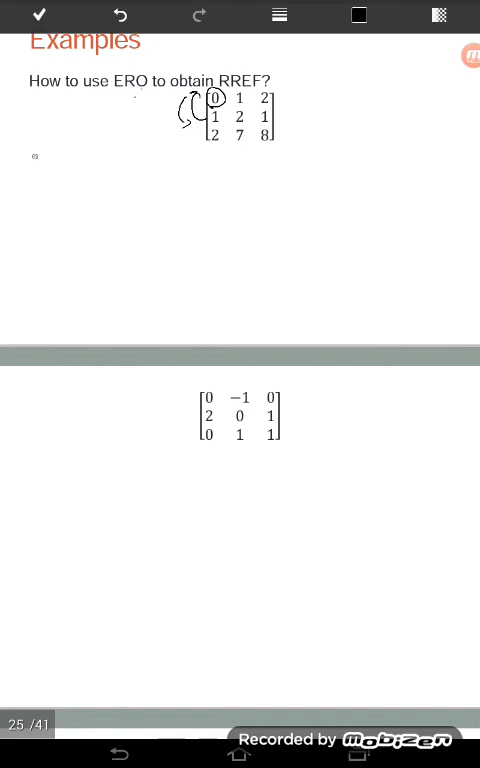 Examples
How to use ERO to obtain RREF?
0 1 2
1 2 1
2 7 8
0 −1 0
2 0 1
0 1 1
25 /41
Recorded by mobizen